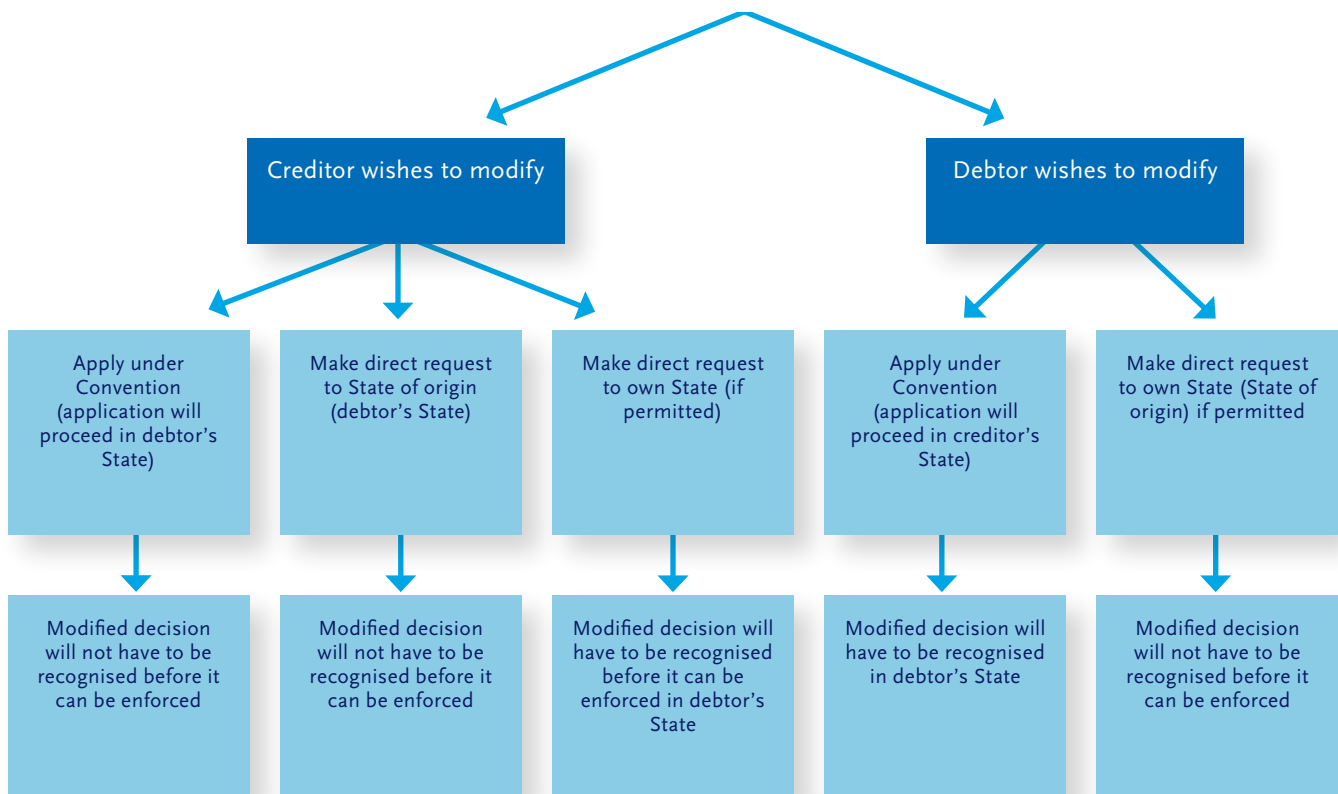 Creditor wishes to modify
Debtor wishes to modify
Apply under
Convention
(application will
proceed in debtor’s
State)
Make direct request
to State of origin
(debtor’s State)
Make direct request
to own State (if
permitted)
Apply under
Convention
(application will
proceed in creditor’s
State)
Make direct request
to own State (State of
origin) if permitted
Modified decision
will not have to be
recognised before it
can be enforced
Modified decision
will not have to be
recognised before it
can be enforced
Modified decision will
have to be recognised
before it can be
enforced in debtor’s
State
Modified decision will
have to be recognised
in debtor’s State
Modified decision
will not have to be
recognised before it
can be enforced